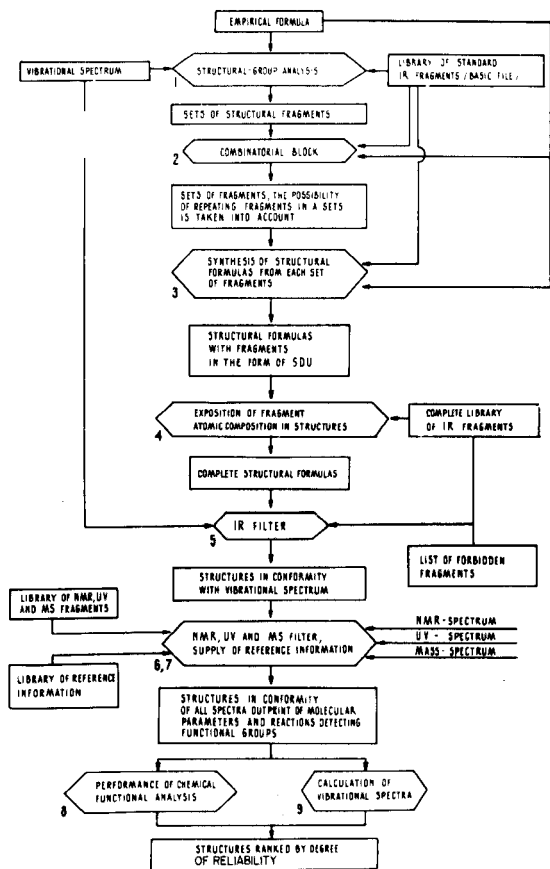 EMPIRICAL FORMULA
VIBRATIONAL SPECTRUM
STRUCTURAL-GROUP ANALYSIS
1
LIBRARY OF STANDARD
IR FRAGMENTS /BASIC FILE/
SETS OF STRUCTURAL FRAGMENTS
COMBINATORIAL BLOCK
2
SETS OF FRAGMENTS, THE POSSIBILITY
OF REPEATING FRAGMENTS IN A SETS
IS TAKEN INTO ACCOUNT
SYNTHESIS OF STRUCTURAL
FORMULAS FROM EACH SET
OF FRAGMENTS
3
STRUCTURAL FORMULAS
WITH FRAGMENTS
IN THE FORM OF SDU
EXPOSITION OF FRAGMENT
ATOMIC COMPOSITION IN STRUCTURES
4
COMPLETE LIBRARY
OF IR FRAGMENTS
COMPLETE STRUCTURAL FORMULAS
IR FILTER
5
LIST OF FORBIDDEN
FRAGMENTS
STRUCTURES IN CONFORMITY
WITH VIBRATIONAL SPECTRUM
LIBRARY OF NMR, UV
AND MS FRAGMENTS
NMR, UV AND MS FILTER,
SUPPLY OF REFERENCE INFORMATION
6,7
NMR-SPECTRUM
UV - SPECTRUM
MASS-SPECTRUM
LIBRARY OF REFERENCE
INFORMATION
STRUCTURES IN CONFORMITY
OF ALL SPECTRA OUTPRINT OF MOLECULAR
PARAMETERS AND REACTIONS DETECTING
FUNCTIONAL GROUPS
PERFORMANCE OF CHEMICAL
FUNCTIONAL ANALYSIS
8
CALCULATION OF
VIBRATIONAL SPECTRA
9
STRUCTURES RANKED BY DEGREE
OF RELIABILITY